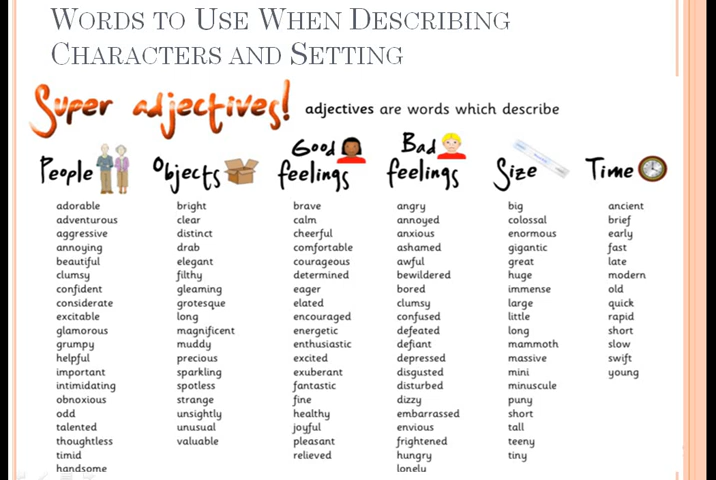 WORDS TO USE WHEN DESCRIBING
CHARACTERS AND SETTING
Super adjectives!
adjectives are words which describe
People
adorable
adventurous
aggressive
annoying
beautiful
clumsy
confident
considerate
excitable
glamorous
grumpy
helpful
important
intimidating
obnoxious
odd
talented
thoughtless
timid
handsome
Objects
bright
clear
distinct
drab
elegant
filthy
gleaming
grotesque
long
magnificent
muddy
precious
sparkling
spotless
strange
unsightly
unusual
valuable
Good
feelings
brave
calm
cheerful
comfortable
courageous
determined
eager
elated
encouraged
energetic
enthusiastic
excited
exuberant
fantastic
fine
healthy
joyful
pleasant
relieved
Bad
feelings
angry
annoyed
anxious
ashamed
awful
bewildered
bored
clumsy
confused
defeated
defiant
depressed
disgusted
disturbed
dizzy
embarrassed
envious
frightened
hungry
lonely
Size
big
colossal
enormous
gigantic
great
huge
immense
large
little
long
mammoth
massive
mini
minuscule
puny
short
tall
teeny
tiny
Time
ancient
brief
early
fast
late
modern
old
quick
rapid
short
slow
swift
young